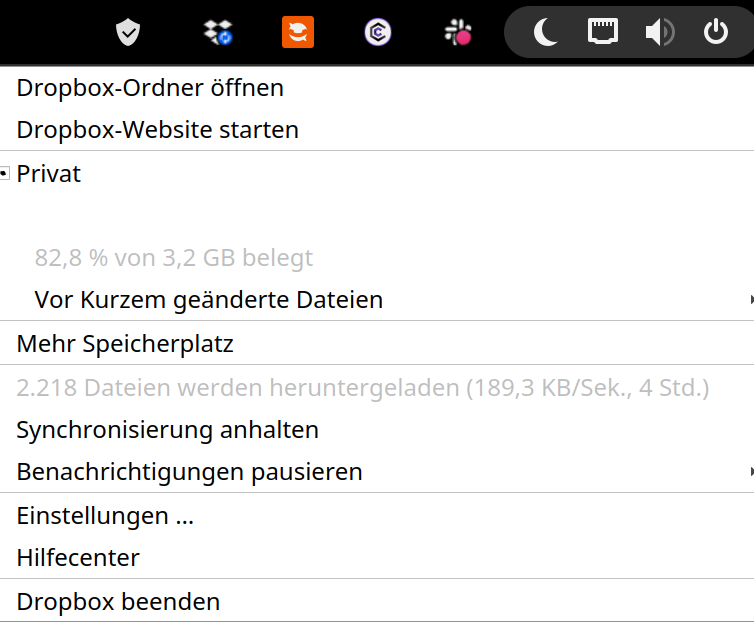 Dropbox-Ordner öffnen
Dropbox-Website starten
Privat
82,8 % von 3,2 GB belegt
Vor Kurzem geänderte Dateien
Mehr Speicherplatz
2.218 Dateien werden heruntergeladen (189,3 KB/Sek., 4 Std.)
Synchronisierung anhalten
Benachrichtigungen pausieren
Einstellungen ...
Hilfecenter
Dropbox beenden